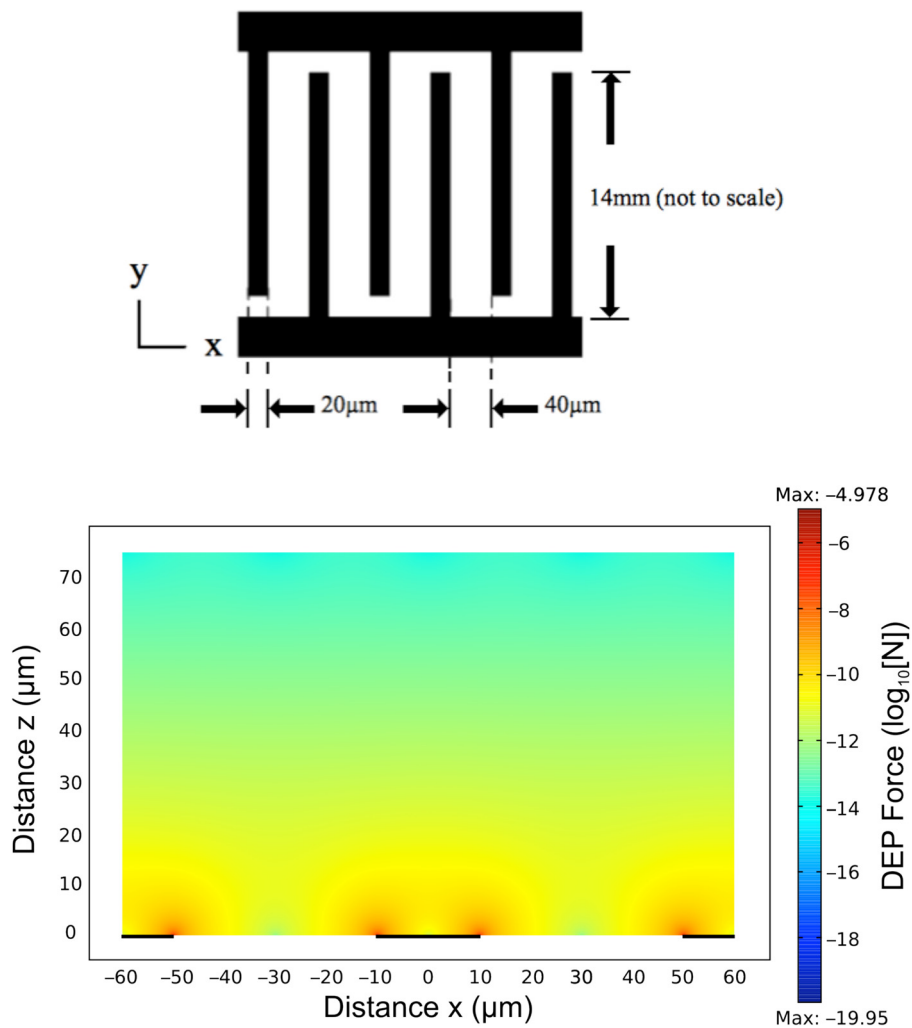 14mm (not to scale)
y
x
20μm
40μm
Max: –4.978
–6
–8
–10
–12
–14
–16
–18
Max: –19.95
DEP Force (log₁₀[N])
Distance z (μm)
70
60
50
40
30
20
10
0
–60 –50 –40 –30 –20 –10 0 10 20 30 40 50 60
Distance x (μm)